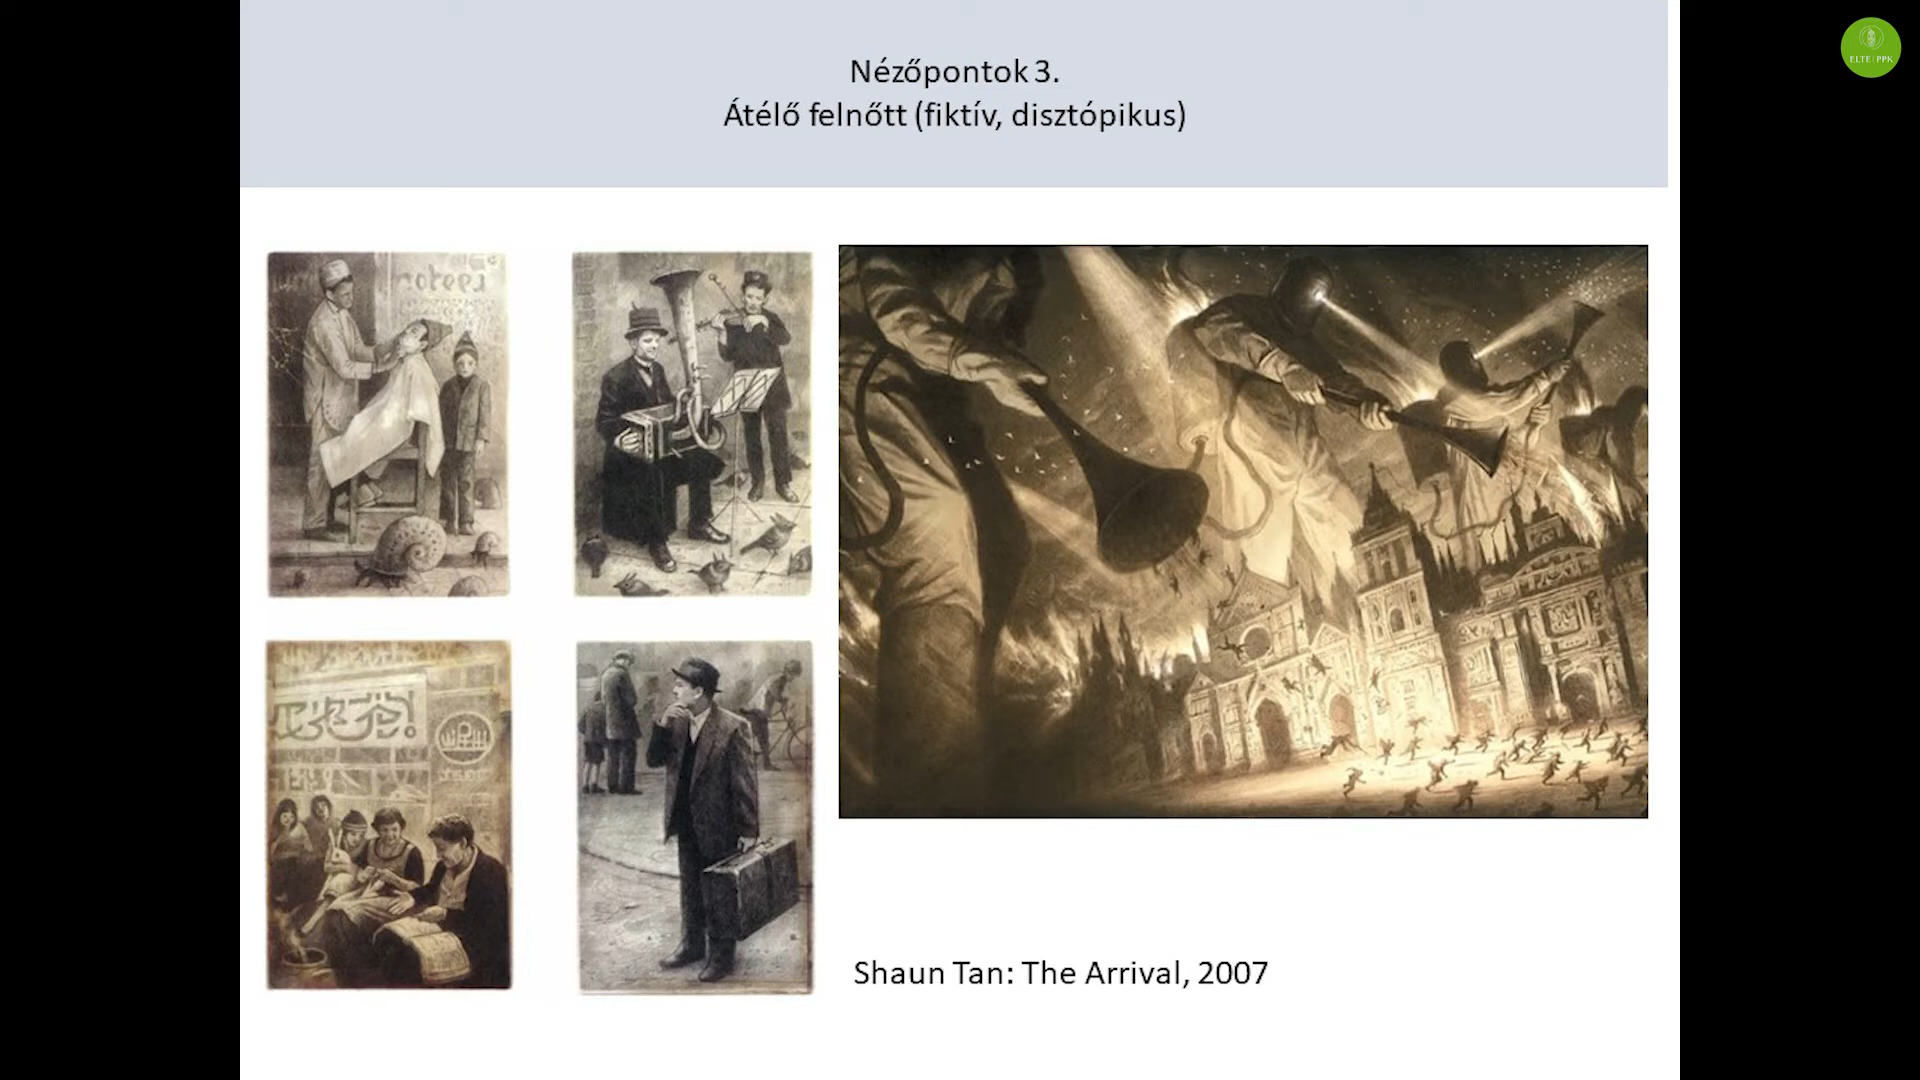 Nézőpontok 3.
Átélő felnőtt (fiktív, disztópikus)
ELTE | PPK
Shaun Tan: The Arrival, 2007